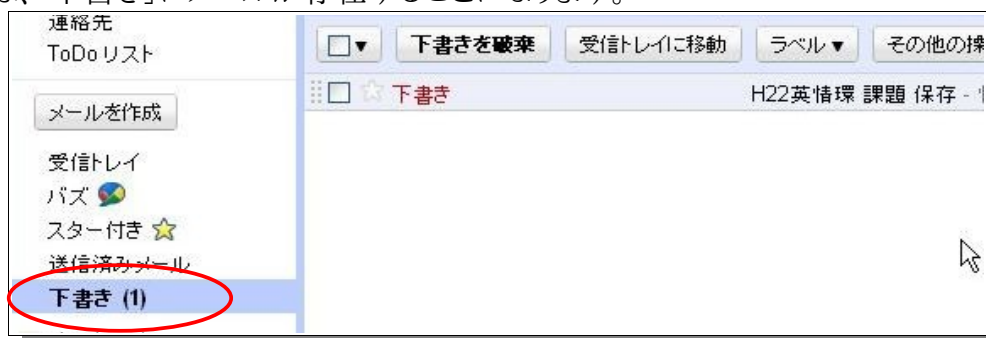 連絡先
ToDo リスト
下書きを破棄 受信トレイに移動 ラベル ▼ その他の操
下書き H22英情環 課題 保存 -
メールを作成
受信トレイ
バズ
スター付き
送信済みメール
下書き (1)